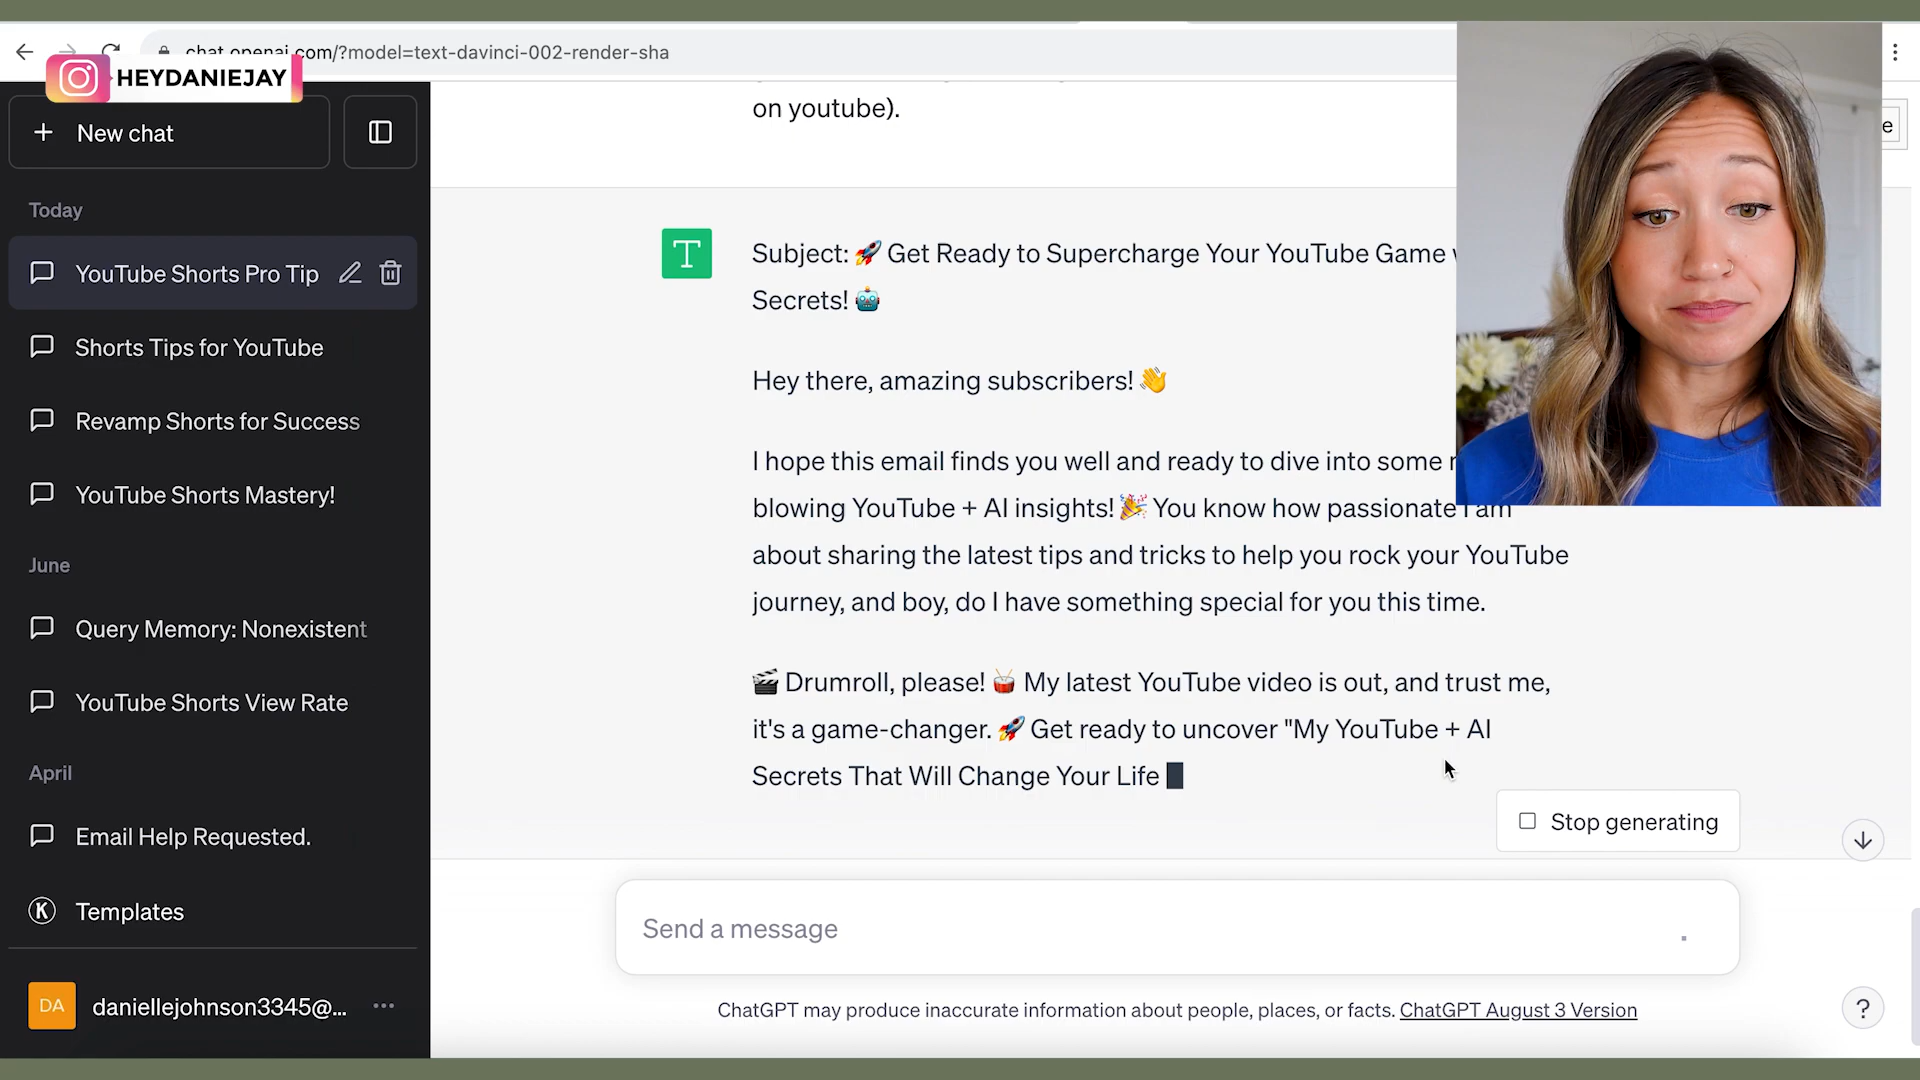 chat.openai.com/?model=text-davinci-002-render-sha
HEYDANIEJAY
New chat
Today
YouTube Shorts Pro Tip
Shorts Tips for YouTube
Revamp Shorts for Success
YouTube Shorts Mastery!
June
Query Memory: Nonexistent
YouTube Shorts View Rate
April
Email Help Requested.
Templates
DA
daniellejohnson3345@...
on youtube).
e
T
Subject: 🚀 Get Ready to Supercharge Your YouTube Game
Secrets! 🤖
Hey there, amazing subscribers! 👋
I hope this email finds you well and ready to dive into some
blowing YouTube + AI insights! 🎉 You know how passionate I am
about sharing the latest tips and tricks to help you rock your YouTube
journey, and boy, do I have something special for you this time.
🎬 Drumroll, please! 🥁 My latest YouTube video is out, and trust me,
it's a game-changer. 🚀 Get ready to uncover "My YouTube + AI
Secrets That Will Change Your Life
Stop generating
Send a message
ChatGPT may produce inaccurate information about people, places, or facts. ChatGPT August 3 Version
?